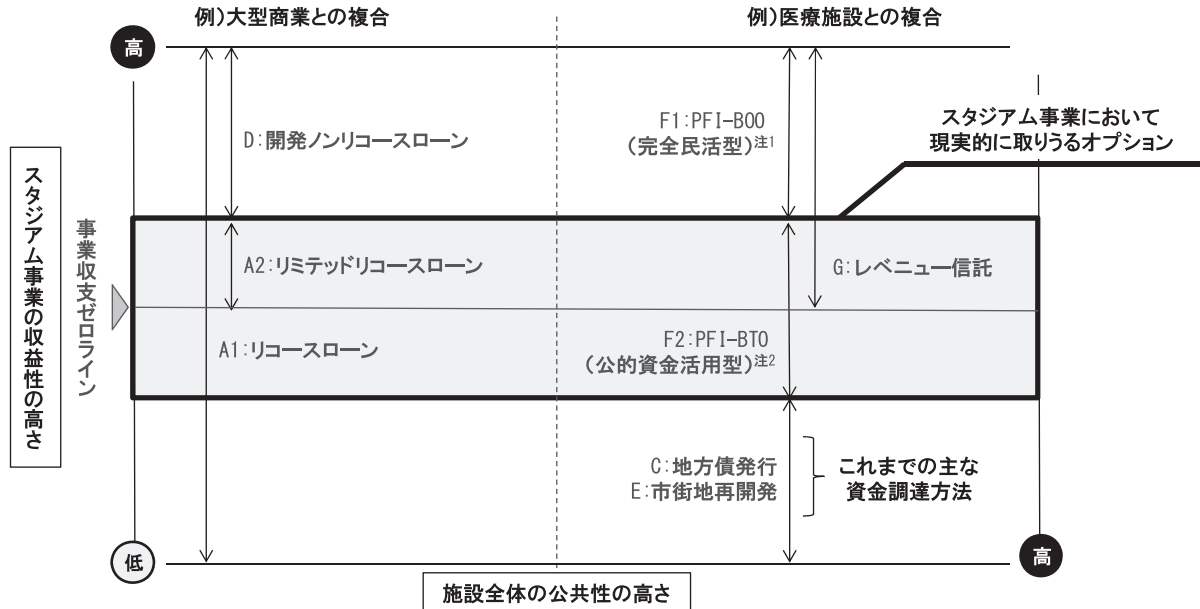 例)大型商業との複合
例)医療施設との複合
高
D:開発ノンリコースローン
F1:PFI-BOO
(完全民活型)注1
スタジアム事業において
現実的に取りうるオプション
スタジアム事業の収益性の高さ
事業収支ゼロライン
A2:リミテッドリコースローン
G:レベニュー信託
A1:リコースローン
F2:PFI-BTO
(公的資金活用型)注2
C:地方債発行
E:市街地再開発
これまでの主な
資金調達方法
低
高
施設全体の公共性の高さ